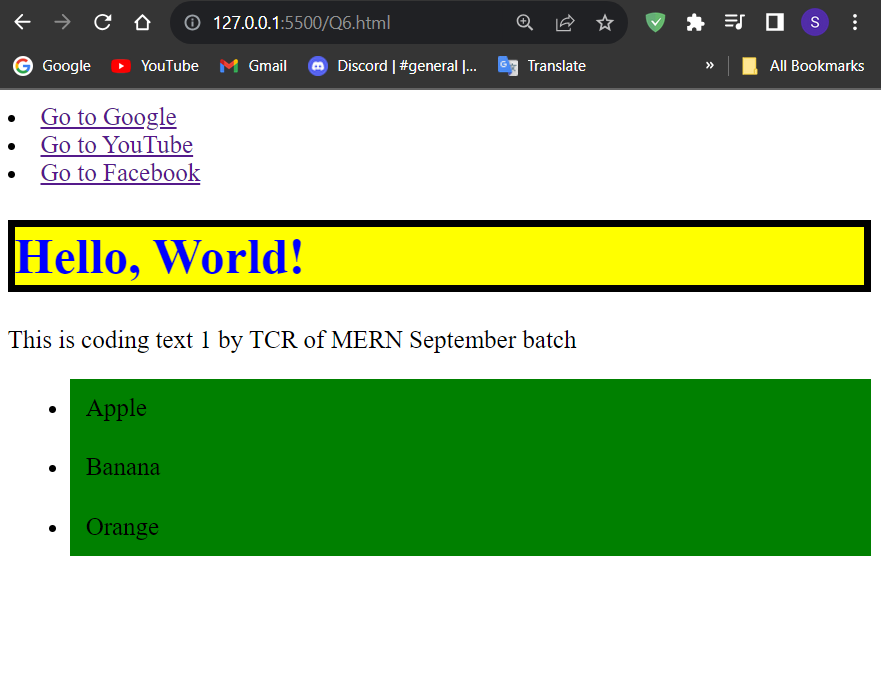 127.0.0.1:5500/Q6.html
S
Google YouTube Gmail Discord | #general |... Translate » All Bookmarks
Go to Google
Go to YouTube
Go to Facebook
Hello, World!
This is coding text 1 by TCR of MERN September batch
Apple
Banana
Orange